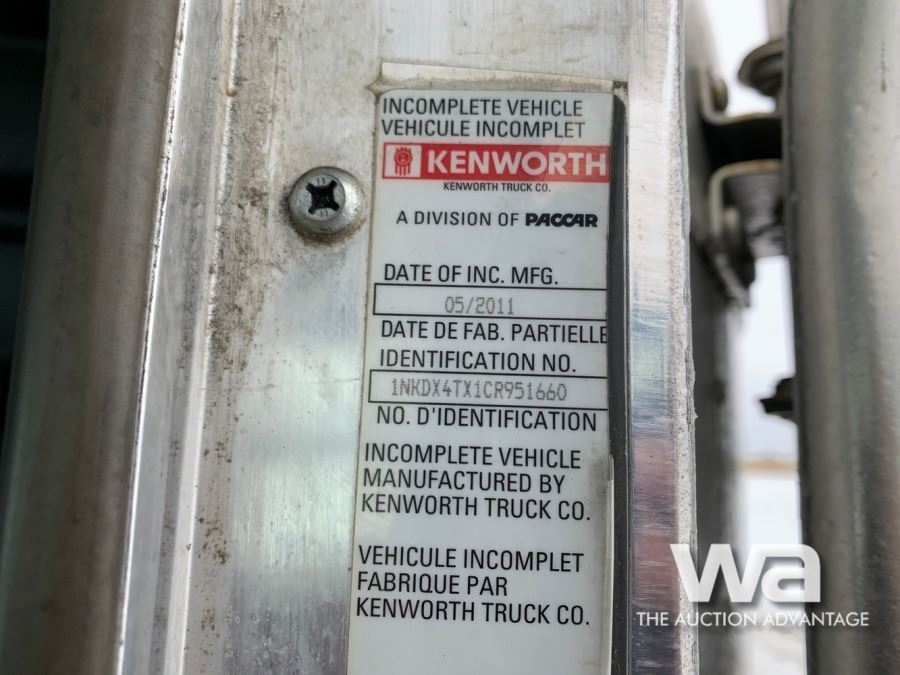 INCOMPLETE VEHICLE
VEHICULE INCOMPLET
KENWORTH
KENWORTH TRUCK CO.
A DIVISION OF PACCAR
DATE OF INC. MFG.
05/2011
DATE DE FAB. PARTIELLE
IDENTIFICATION NO.
1NKDX4TX1CR951660
NO. D'IDENTIFICATION
INCOMPLETE VEHICLE
MANUFACTURED BY
KENWORTH TRUCK CO.
VEHICULE INCOMPLET
FABRIQUE PAR
KENWORTH TRUCK CO.
wa
THE AUCTION ADVANTAGE